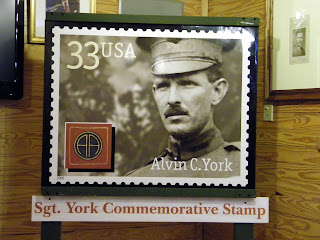 33USA
Alvin C. York
Sgt. York Commemorative Stamp